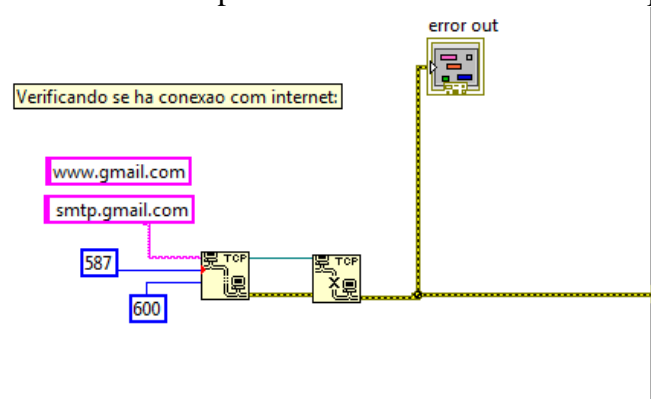 error out
Verificando se ha conexao com internet:
www.gmail.com
smtp.gmail.com
TCP
TCP
587
600